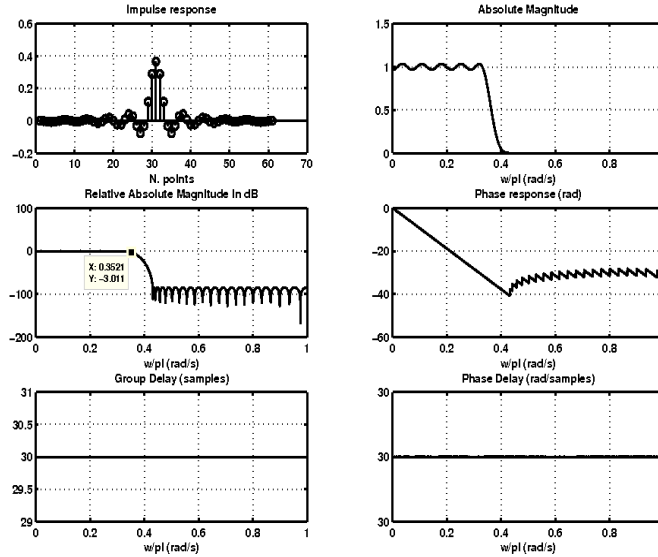 Impulse response
0.6
0.4
0.2
0
-0.2
0 10 20 30 40 50 60 70
N. points
Absolute Magnitude
1.5
1
0.5
0
0 0.2 0.4 0.6 0.8
w/pi (rad/s)
Relative Absolute Magnitude in dB
100
0
-100
-200
X: 0.3521
Y: -3.011
0 0.2 0.4 0.6 0.8 1
w/pi (rad/s)
Phase response (rad)
0
-20
-40
-60
0 0.2 0.4 0.6 0.8
w/pi (rad/s)
Group Delay (samples)
31
30.5
30
29.5
29
0 0.2 0.4 0.6 0.8 1
w/pi (rad/s)
Phase Delay (rad/samples)
30
30
30
0 0.2 0.4 0.6 0.8
w/pi (rad/s)